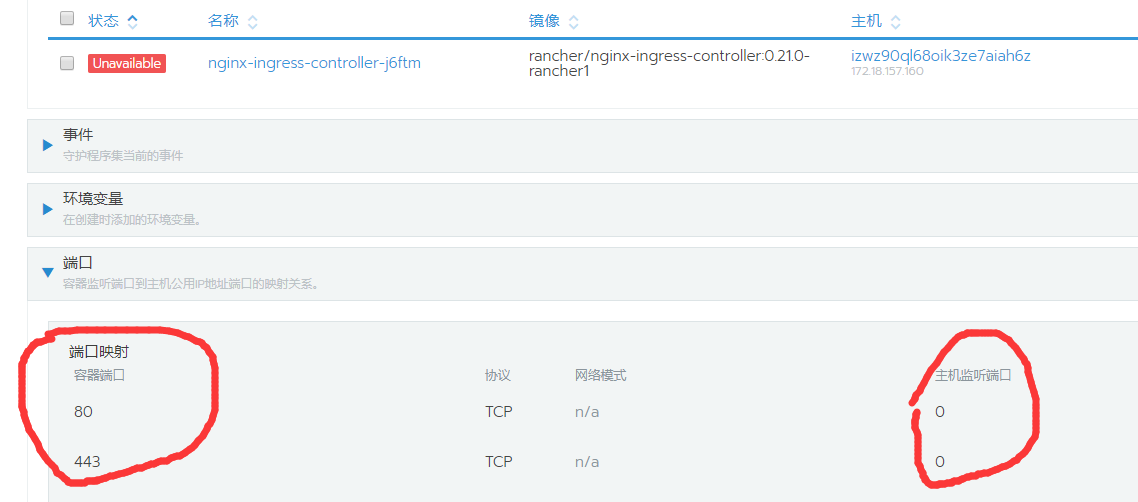 状态 名称 镜像 主机
Unavailable nginx-ingress-controller-j6ftm rancher/nginx-ingress-controller:0.21.0-rancher1 izwz90ql68oik3ze7aiah6z
172.18.157.160
事件
守护程序集当前的事件
环境变量
在创建时添加的环境变量。
端口
容器监听端口到主机公用IP地址端口的映射关系。
端口映射
容器端口 协议 网络模式 主机监听端口
80 TCP n/a 0
443 TCP n/a 0